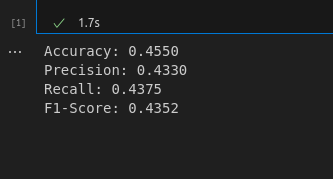 [1]
1.7s
Accuracy: 0.4550
Precision: 0.4330
Recall: 0.4375
F1-Score: 0.4352